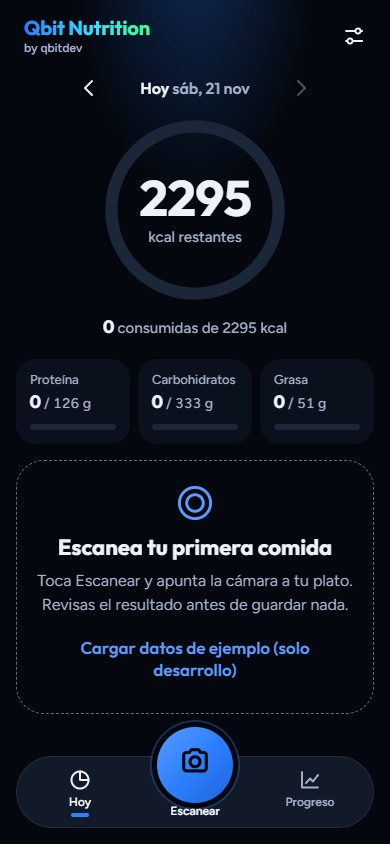 Qbit Nutrition
by qbitdev
Hoy sáb, 21 nov
2295
kcal restantes
0 consumidas de 2295 kcal
Proteína
0 / 126 g
Carbohidratos
0 / 333 g
Grasa
0 / 51 g
Escanea tu primera comida
Toca Escanear y apunta la cámara a tu plato.
Revisas el resultado antes de guardar nada.
Cargar datos de ejemplo (solo
desarrollo)
Hoy
Escanear
Progreso